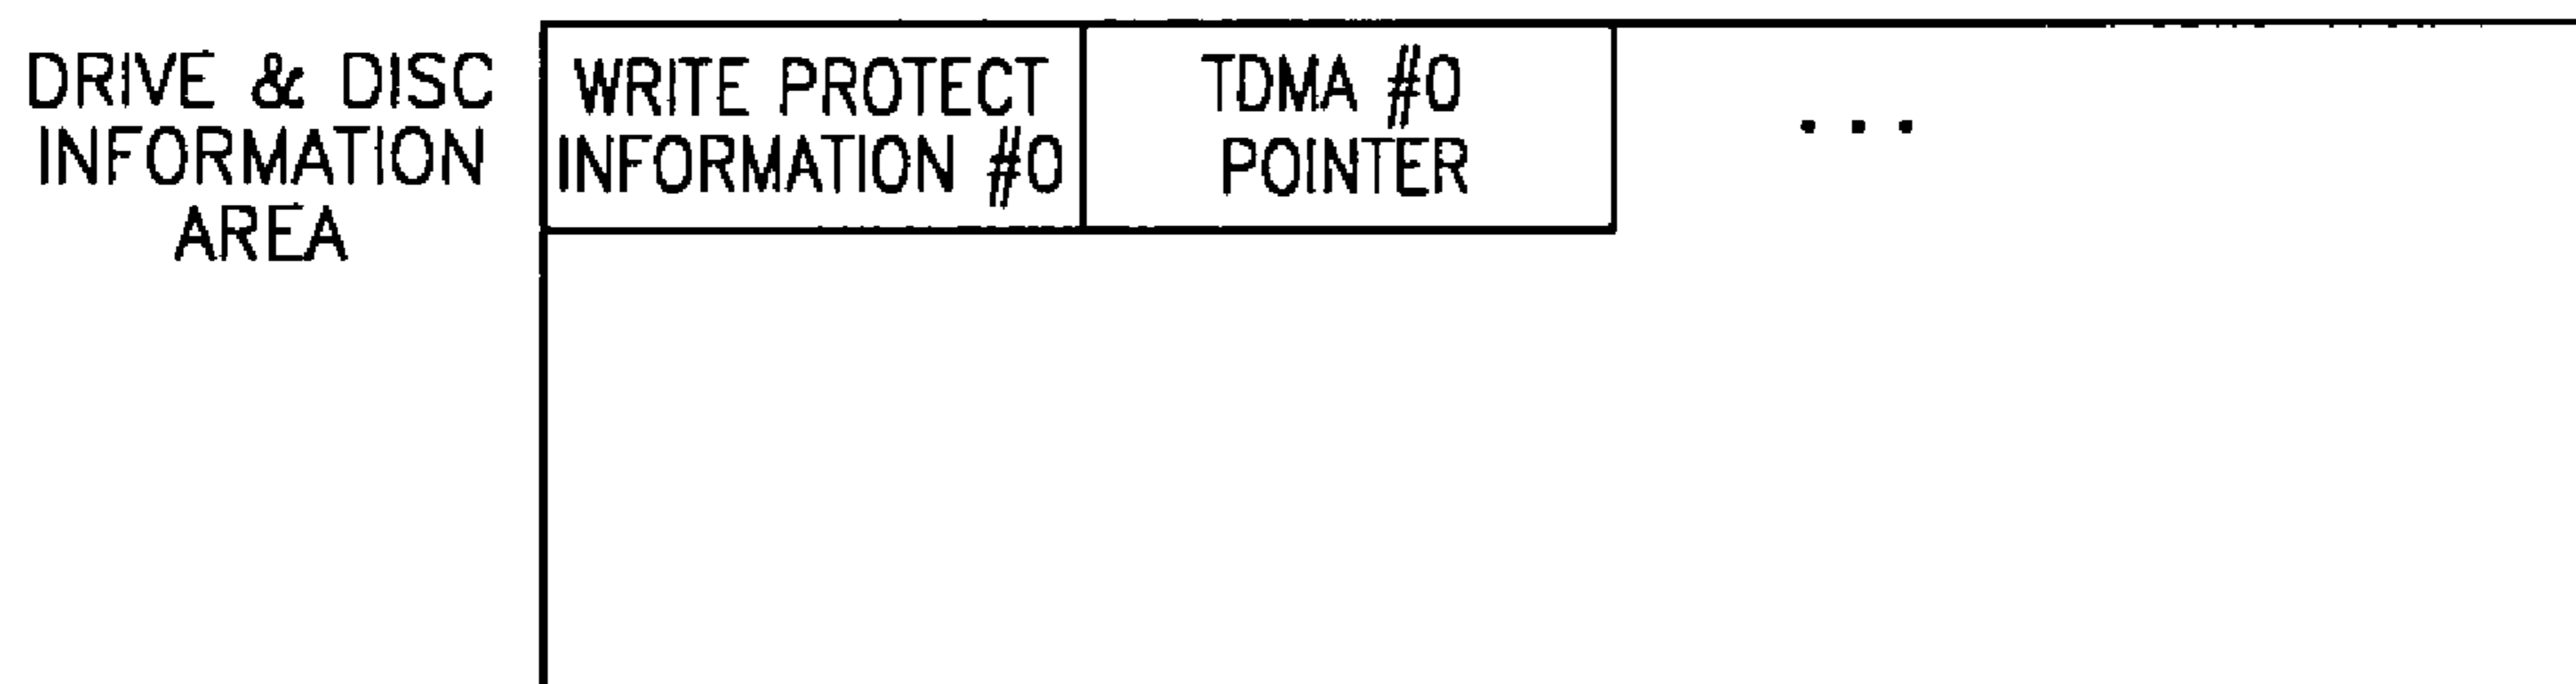 DRIVE & DISC
INFORMATION
AREA
WRITE PROTECT
INFORMATION #0
TDMA #0
POINTER
...